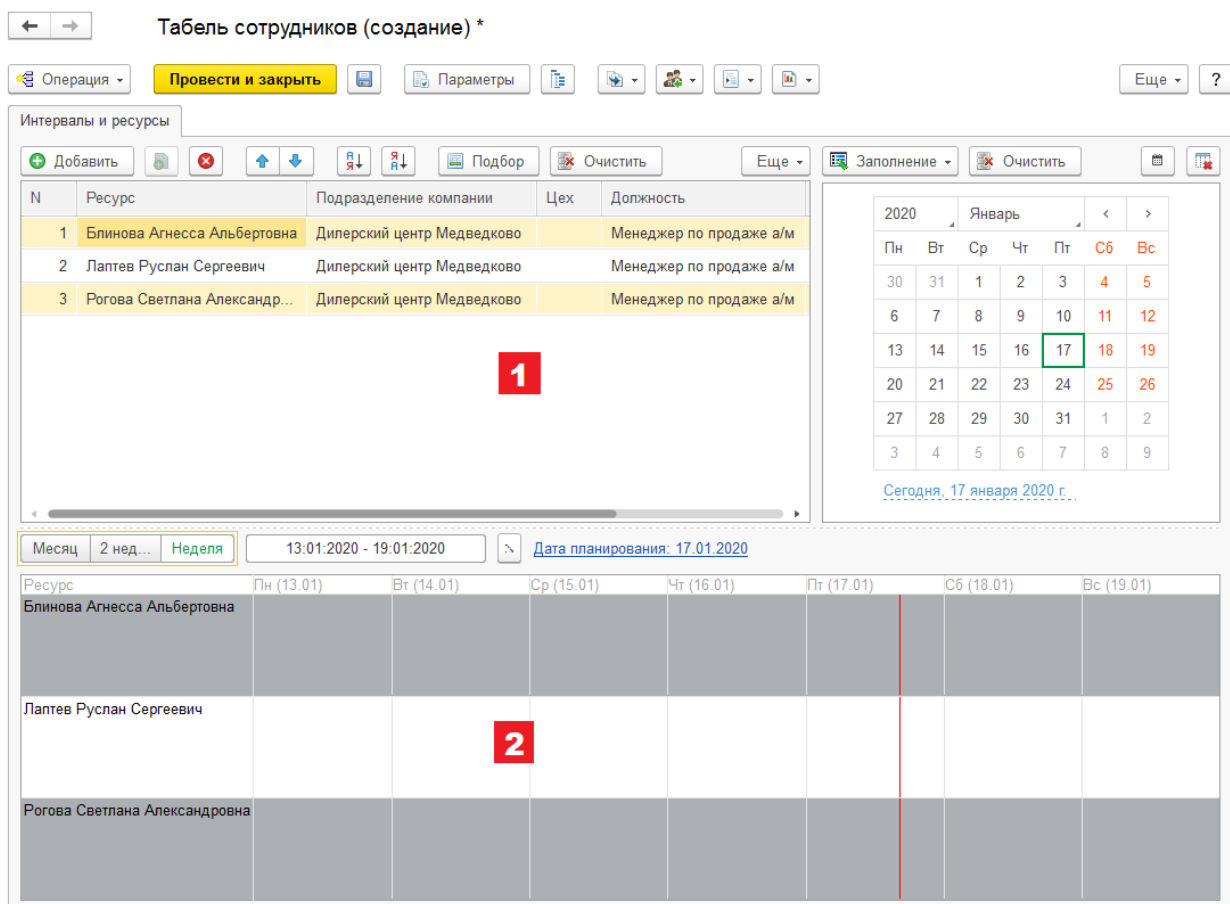 Табель сотрудников (создание) *
Операция Провести и закрыть Параметры Еще ?
Интервалы и ресурсы
Добавить Подбор Очистить Еще Заполнение Очистить
N Ресурс Подразделение компании Цех Должность
1 Блинова Агнесса Альбертовна Дилерский центр Медведково Менеджер по продаже а/м
2 Лаптев Руслан Сергеевич Дилерский центр Медведково Менеджер по продаже а/м
3 Рогова Светлана Александр... Дилерский центр Медведково Менеджер по продаже а/м
1
2020 Январь
Пн Вт Ср Чт Пт Сб Вс
30 31 1 2 3 4 5
6 7 8 9 10 11 12
13 14 15 16 17 18 19
20 21 22 23 24 25 26
27 28 29 30 31 1 2
3 4 5 6 7 8 9
Сегодня, 17 января 2020 г.
Месяц 2 нед... Неделя 13:01:2020 - 19:01:2020 Дата планирования: 17.01.2020
Ресурс Пн (13.01) Вт (14.01) Ср (15.01) Чт (16.01) Пт (17.01) Сб (18.01) Вс (19.01)
Блинова Агнесса Альбертовна
Лаптев Руслан Сергеевич
2
Рогова Светлана Александровна